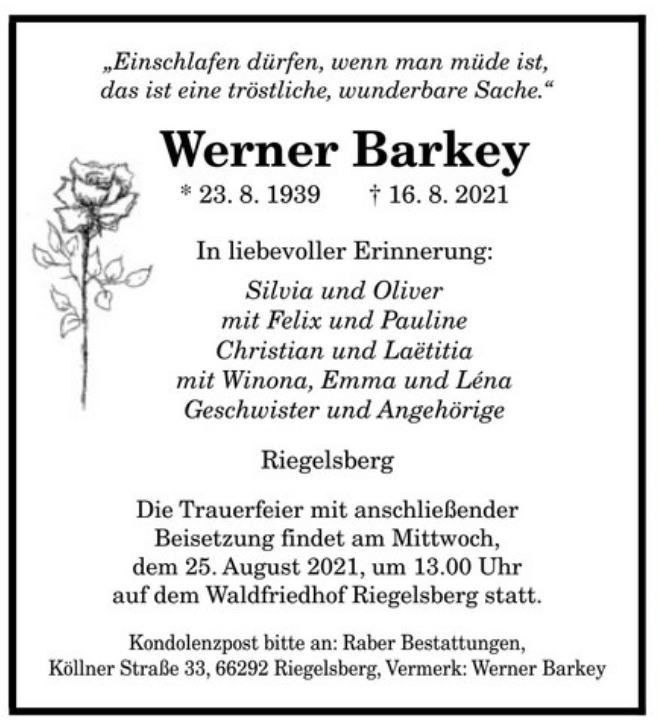 „Einschlafen dürfen, wenn man müde ist,
das ist eine tröstliche, wunderbare Sache.“
Werner Barkey
* 23. 8. 1939 † 16. 8. 2021
In liebevoller Erinnerung:
Silvia und Oliver
mit Felix und Pauline
Christian und Laëtitia
mit Winona, Emma und Léna
Geschwister und Angehörige
Riegelsberg
Die Trauerfeier mit anschließender
Beisetzung findet am Mittwoch,
dem 25. August 2021, um 13.00 Uhr
auf dem Waldfriedhof Riegelsberg statt.
Kondolenzpost bitte an: Raber Bestattungen,
Köllner Straße 33, 66292 Riegelsberg, Vermerk: Werner Barkey